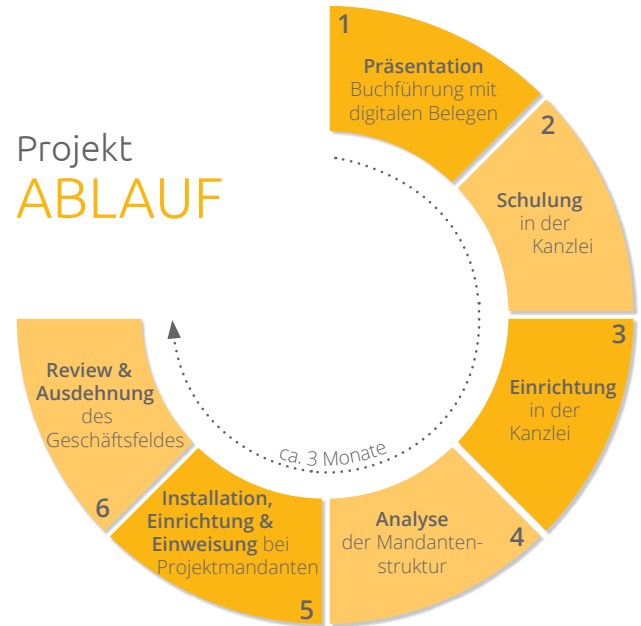 Projekt
ABLAUF
1
Präsentation
Buchführung mit
digitalen Belegen
2
Schulung
in der
Kanzlei
3
Einrichtung
in der
Kanzlei
4
Analyse
der Mandanten-
struktur
5
Installation,
Einrichtung &
Einweisung bei
Projektmandanten
6
Review &
Ausdehnung
des
Geschäftsfeldes
ca. 3 Monate